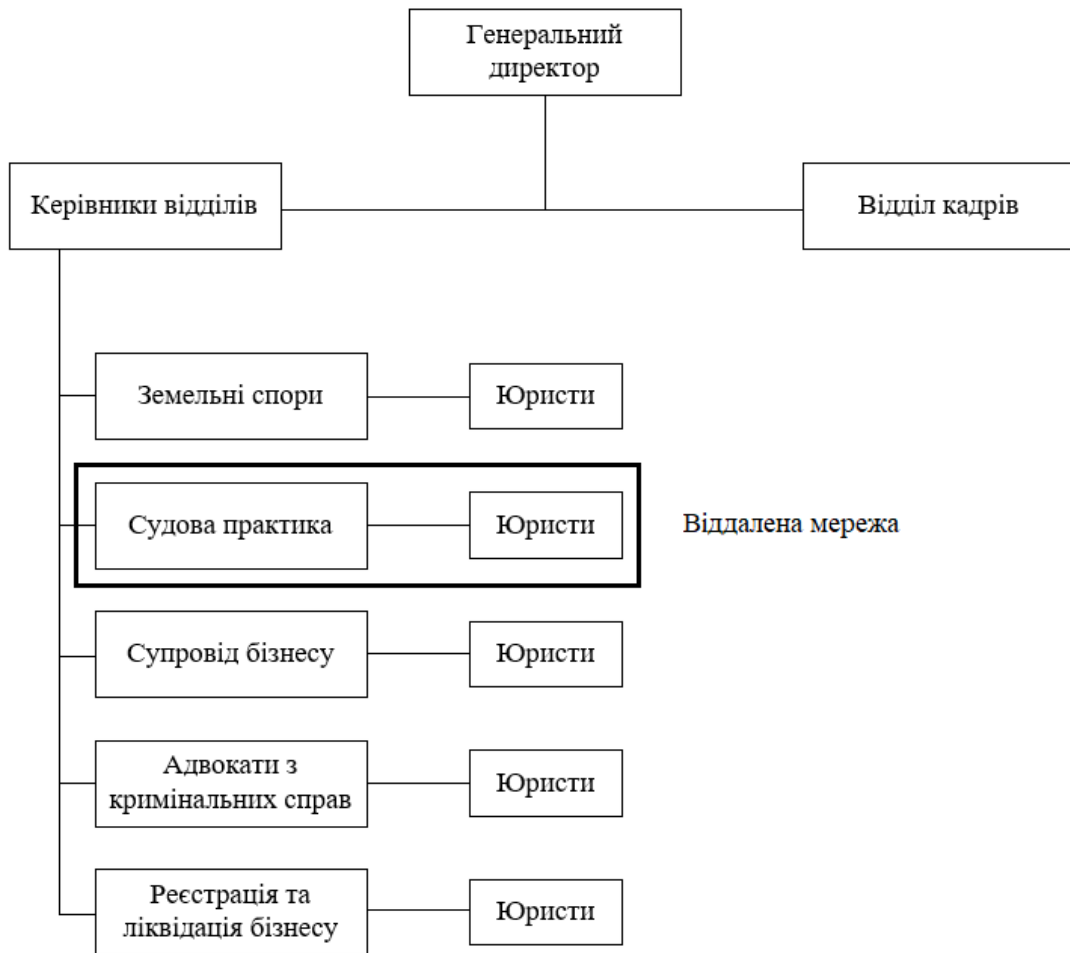 Генеральний
директор
Керівники відділів
Відділ кадрів
Земельні спори
Юристи
Судова практика
Юристи
Віддалена мережа
Супровід бізнесу
Юристи
Адвокати з
кримінальних справ
Юристи
Реєстрація та
ліквідація бізнесу
Юристи